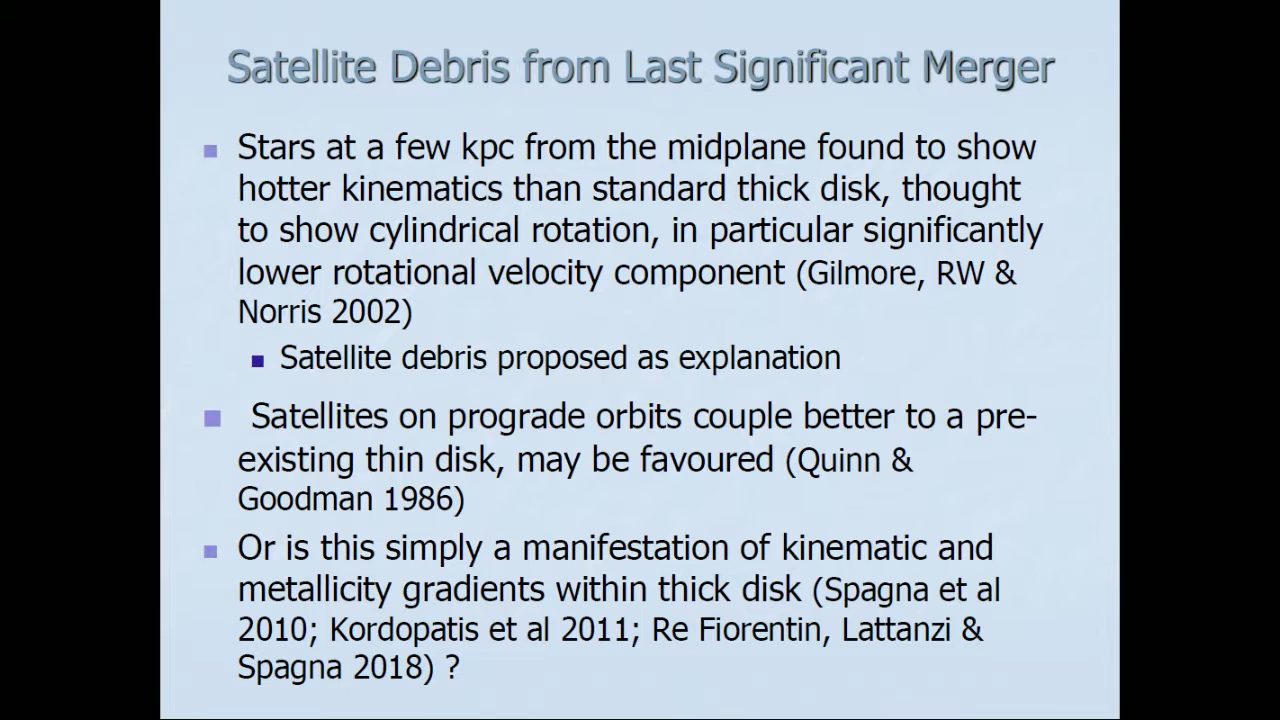 Satellite Debris from Last Significant Merger
Stars at a few kpc from the midplane found to show
hotter kinematics than standard thick disk, thought
to show cylindrical rotation, in particular significantly
lower rotational velocity component (Gilmore, RW &
Norris 2002)
Satellite debris proposed as explanation
Satellites on prograde orbits couple better to a pre-
existing thin disk, may be favoured (Quinn &
Goodman 1986)
Or is this simply a manifestation of kinematic and
metallicity gradients within thick disk (Spagna et al
2010; Kordopatis et al 2011; Re Fiorentin, Lattanzi &
Spagna 2018) ?